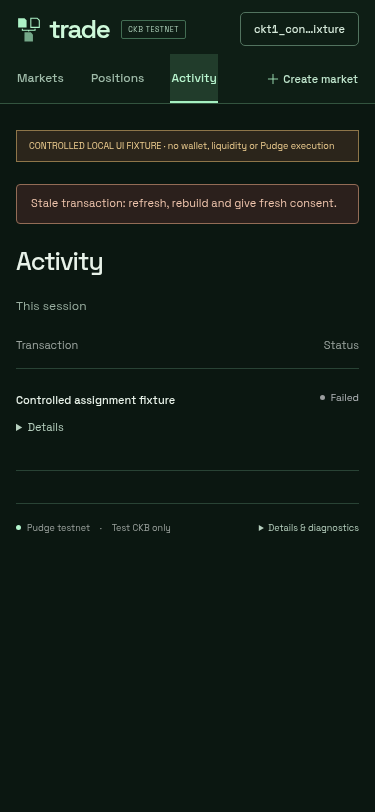 trade CKB TESTNET ckt1_con…ixture
Markets Positions Activity + Create market
CONTROLLED LOCAL UI FIXTURE · no wallet, liquidity or Pudge execution
Stale transaction: refresh, rebuild and give fresh consent.
Activity
This session
Transaction Status
Controlled assignment fixture Failed
Details
Pudge testnet · Test CKB only Details & diagnostics